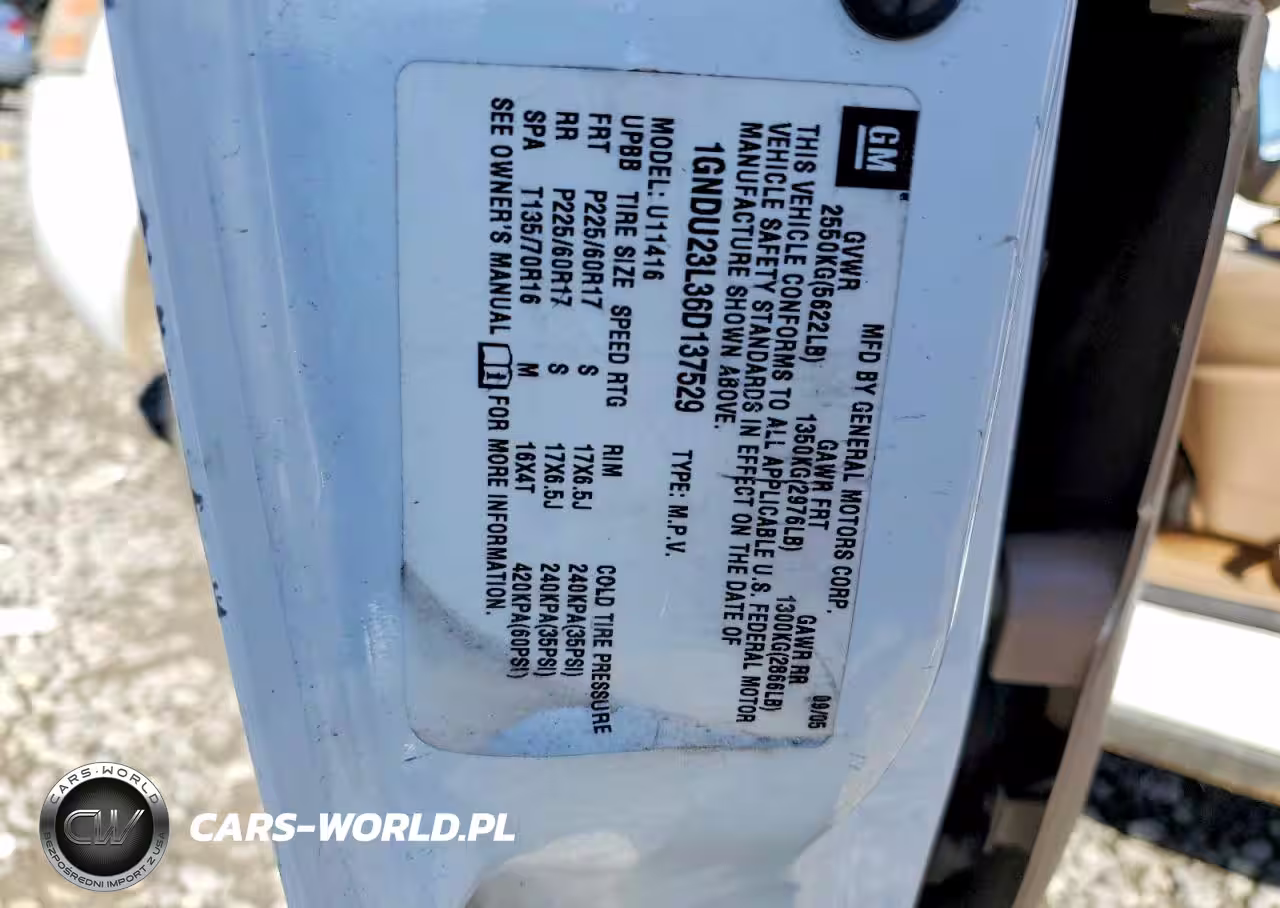 GM
MFD BY GENERAL MOTORS CORP. 09/05
GVWR GAWR FRT GAWR RR
2550KG(5622LB) 1350KG(2976LB) 1300KG(2866LB)
THIS VEHICLE CONFORMS TO ALL APPLICABLE U.S. FEDERAL MOTOR
VEHICLE SAFETY STANDARDS IN EFFECT ON THE DATE OF
MANUFACTURE SHOWN ABOVE.
1GNDU23L36D137529 TYPE: M.P.V.
MODEL: U11416
UPBB TIRE SIZE SPEED RTG RIM COLD TIRE PRESSURE
FRT P225/60R17 S 17X6.5J 240KPA(35PSI)
RR P225/60R17 S 17X6.5J 240KPA(35PSI)
SPA T135/70R16 M 16X4T 420KPA(60PSI)
SEE OWNER'S MANUAL FOR MORE INFORMATION.
CARS-WORLD
CW
BEZPOŚREDNI IMPORT Z USA
CARS-WORLD.PL